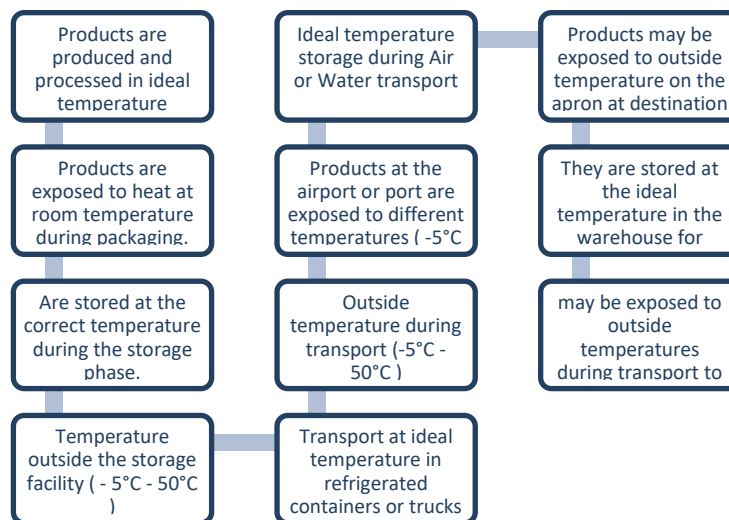 Products are
produced and
processed in ideal
temperature
Products are
exposed to heat at
room temperature
during packaging.
Are stored at the
correct temperature
during the storage
phase.
Temperature
outside the storage
facility ( - 5°C - 50°C
)
Transport at ideal
temperature in
refrigerated
containers or trucks
Outside
temperature during
transport (-5°C -
50°C )
Products at the
airport or port are
exposed to different
temperatures ( -5°C
Ideal temperature
storage during Air
or Water transport
Products may be
exposed to outside
temperature on the
apron at destination
They are stored at
the ideal
temperature in the
warehouse for
may be exposed to
outside
temperatures
during transport to